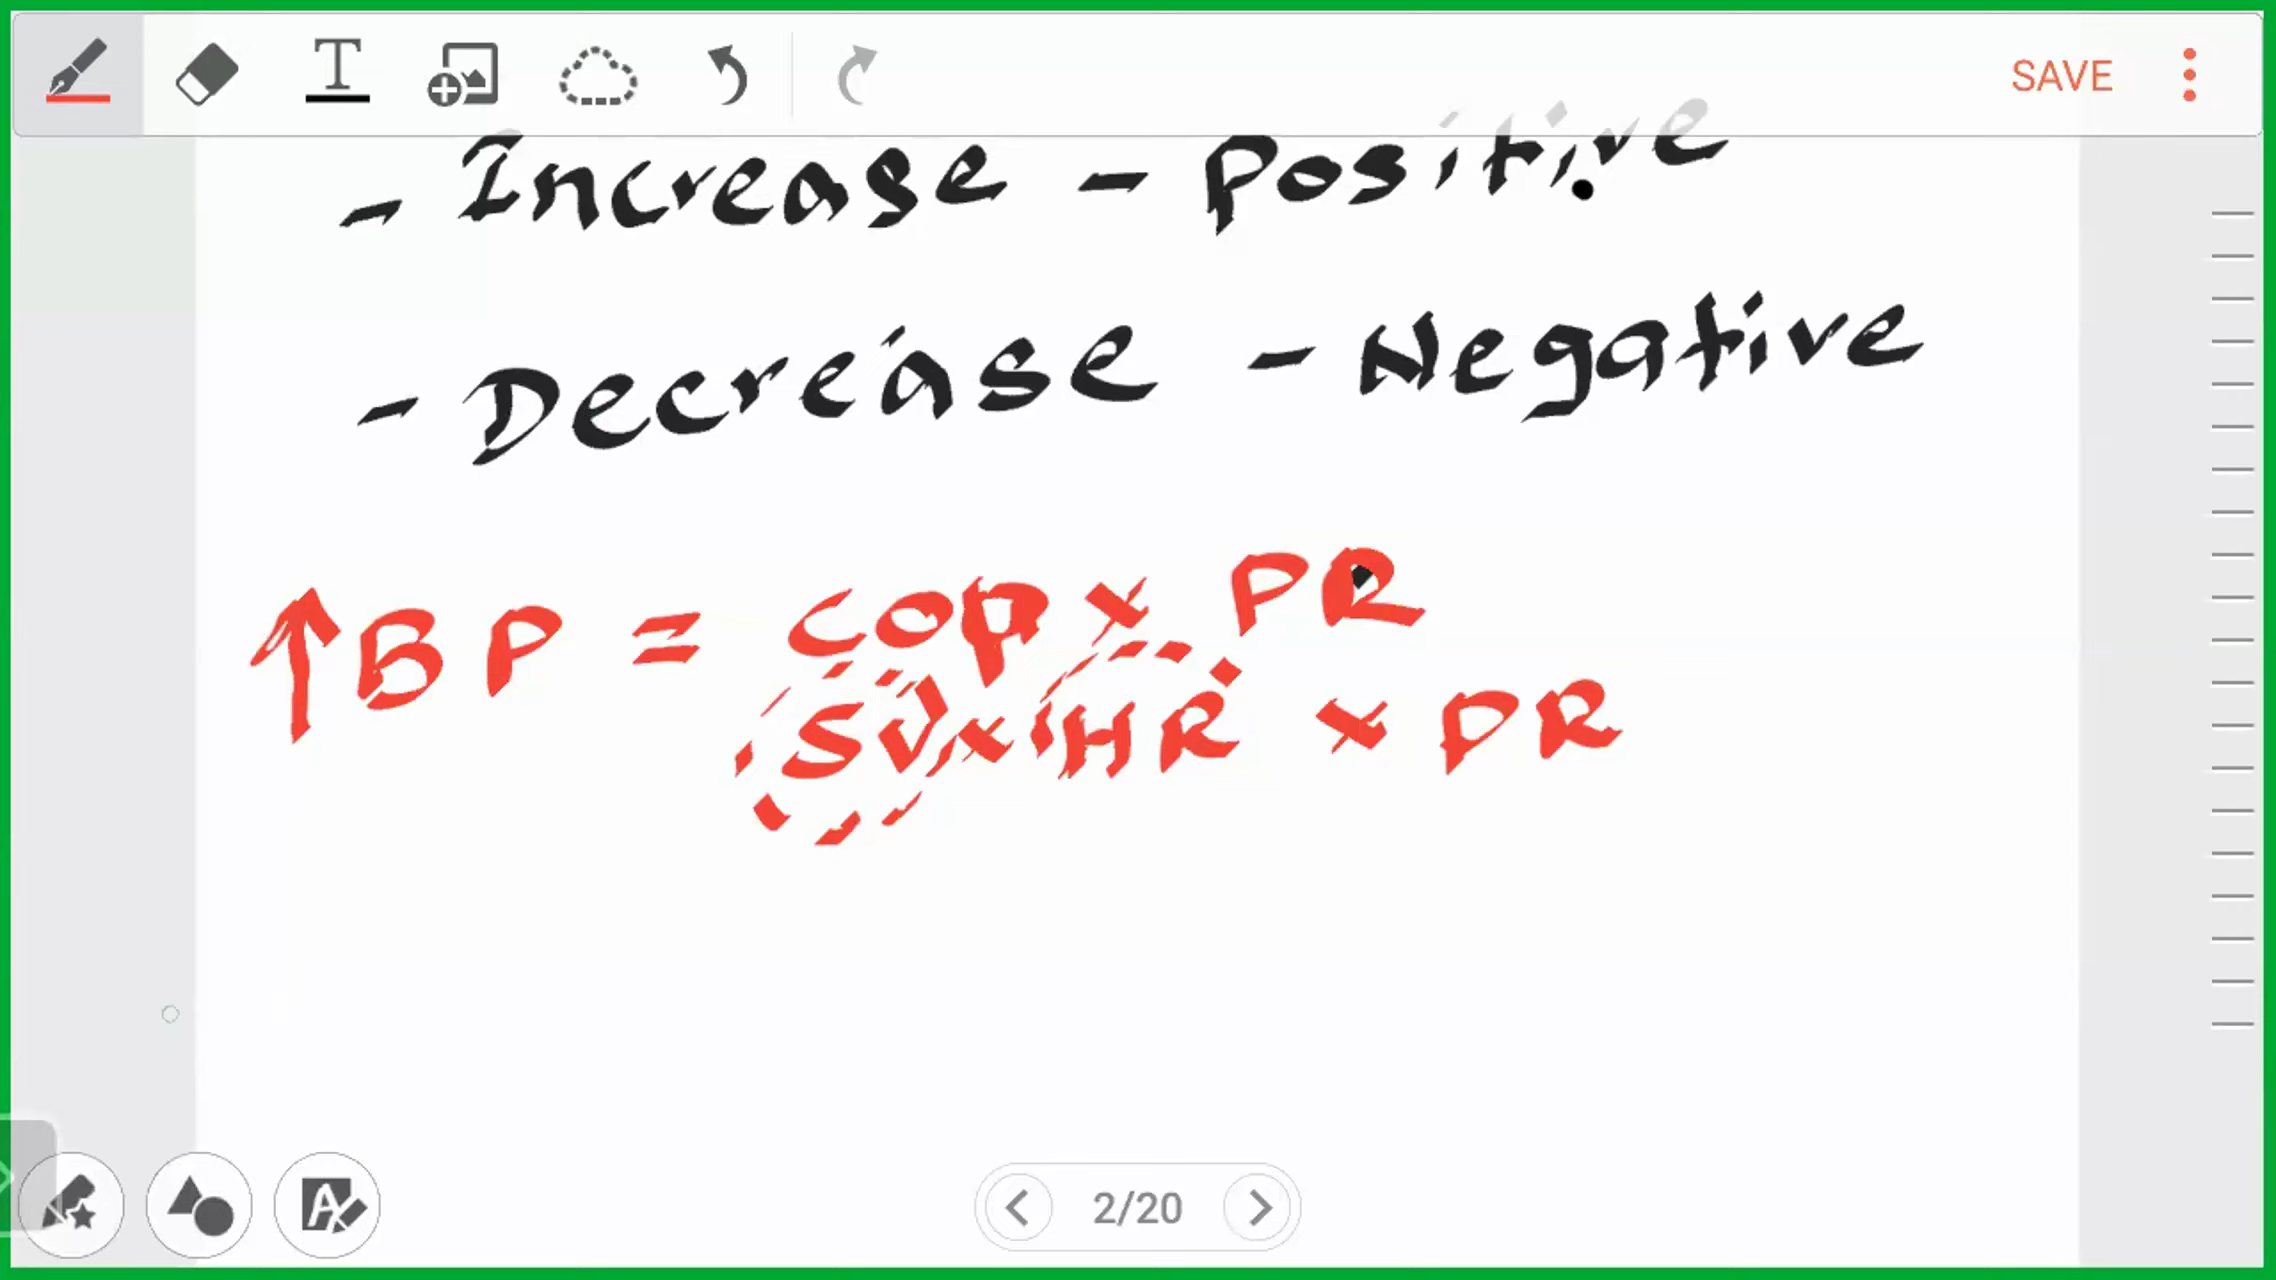 SAVE
- Increase - Positive
- Decrease - Negative
↑ BP = COP x PR
SV x HR x PR
2/20